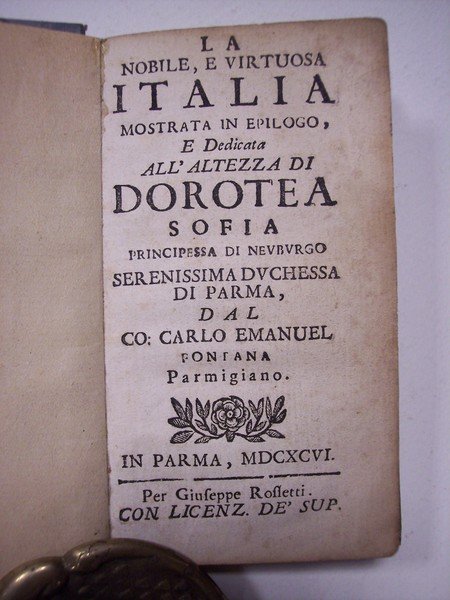 LA
NOBILE, E VIRTUOSA
ITALIA
MOSTRATA IN EPILOGO,
E Dedicata
ALL'ALTEZZA DI
DOROTEA
SOFIA
PRINCIPESSA DI NEVBVRGO
SERENISSIMA DVCHESSA
DI PARMA,
DAL
CO: CARLO EMANUEL
FONTANA
Parmigiano.
IN PARMA, MDCXCVI.
Per Giuſeppe Roſſetti.
CON LICENZ. DE' SUP.